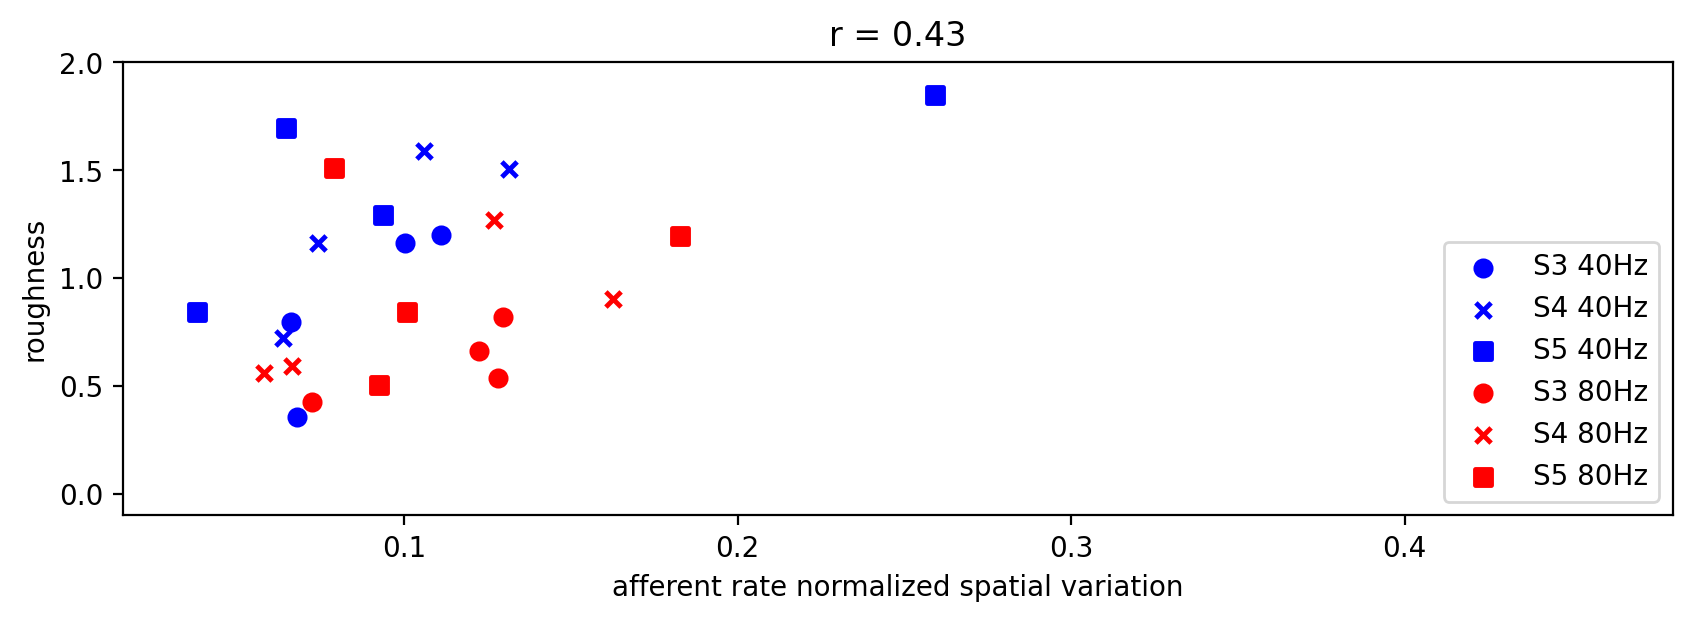 r = 0.43
2.0
1.5
1.0
0.5
0.0
roughness
0.1 0.2 0.3 0.4
afferent rate normalized spatial variation
S3 40Hz
S4 40Hz
S5 40Hz
S3 80Hz
S4 80Hz
S5 80Hz